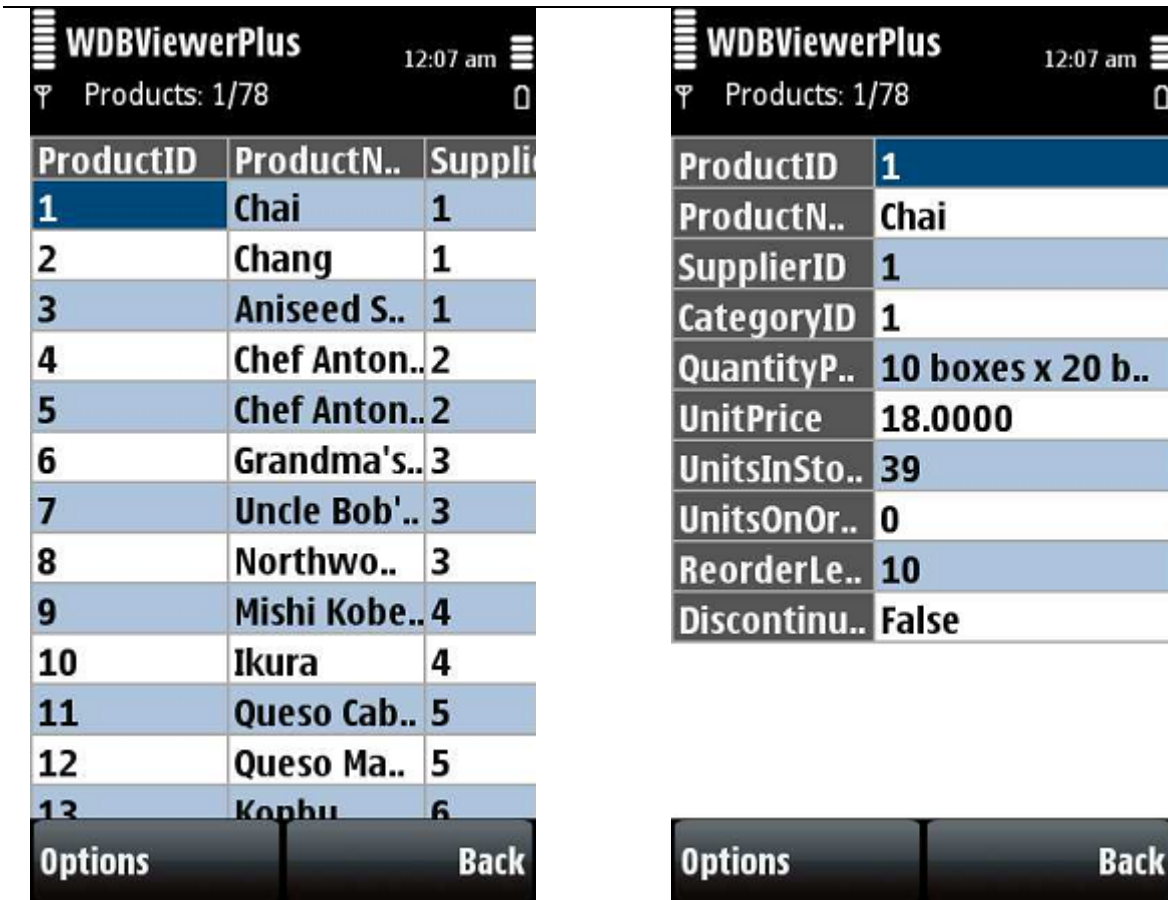 WDBViewerPlus
12:07 am
Products: 1/78
ProductID ProductN.. Supplie
1 Chai 1
2 Chang 1
3 Aniseed S.. 1
4 Chef Anton.. 2
5 Chef Anton.. 2
6 Grandma's.. 3
7 Uncle Bob'.. 3
8 Northwo.. 3
9 Mishi Kobe.. 4
10 Ikura 4
11 Queso Cab.. 5
12 Queso Ma.. 5
13 Konbu 6
Options Back
WDBViewerPlus
12:07 am
Products: 1/78
ProductID 1
ProductN.. Chai
SupplierID 1
CategoryID 1
QuantityP.. 10 boxes x 20 b..
UnitPrice 18.0000
UnitsInSto.. 39
UnitsOnOr.. 0
ReorderLe.. 10
Discontinu.. False
Options Back